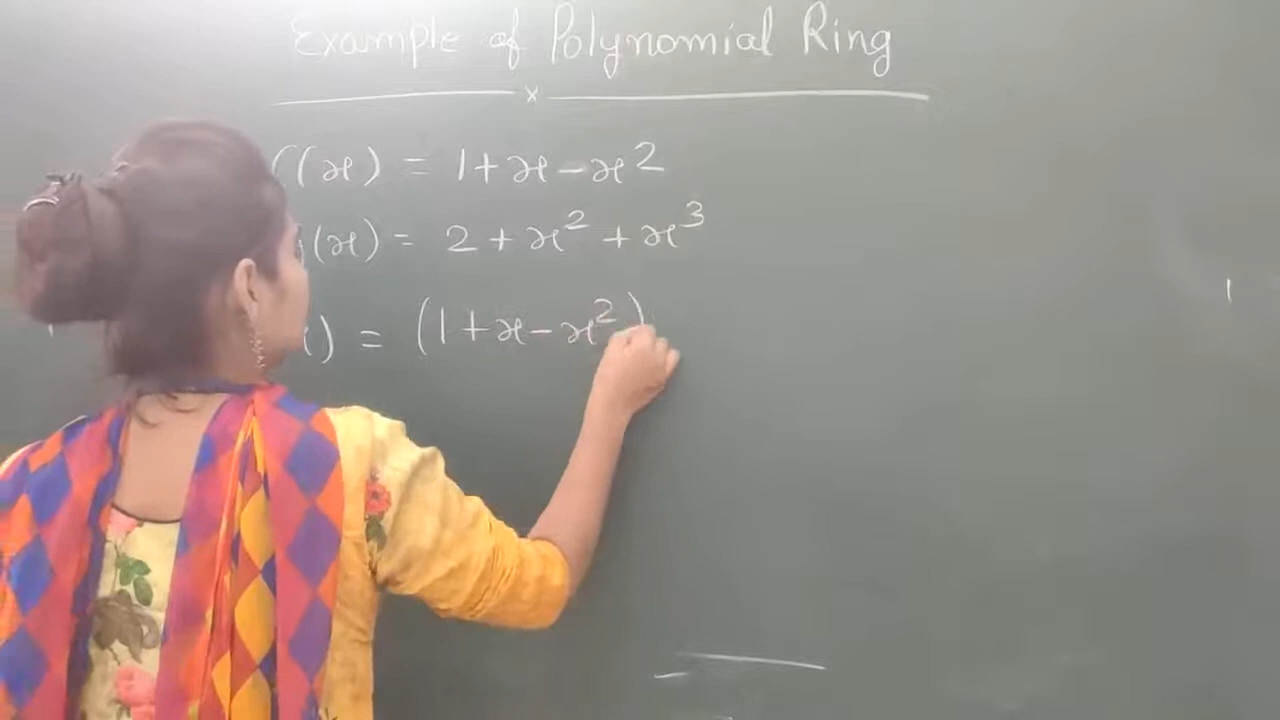 Example of Polynomial Ring
x
(x) = 1+x-x²
(x) = 2+x²+x³
) = (1+x-x²)